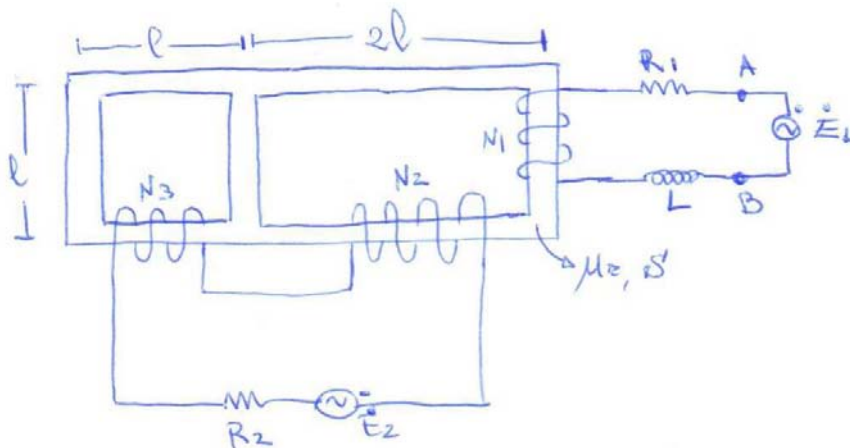 l 2l
R1 A
l N1 Ė1
N3 N2
L B
μr, S
R2 Ė2